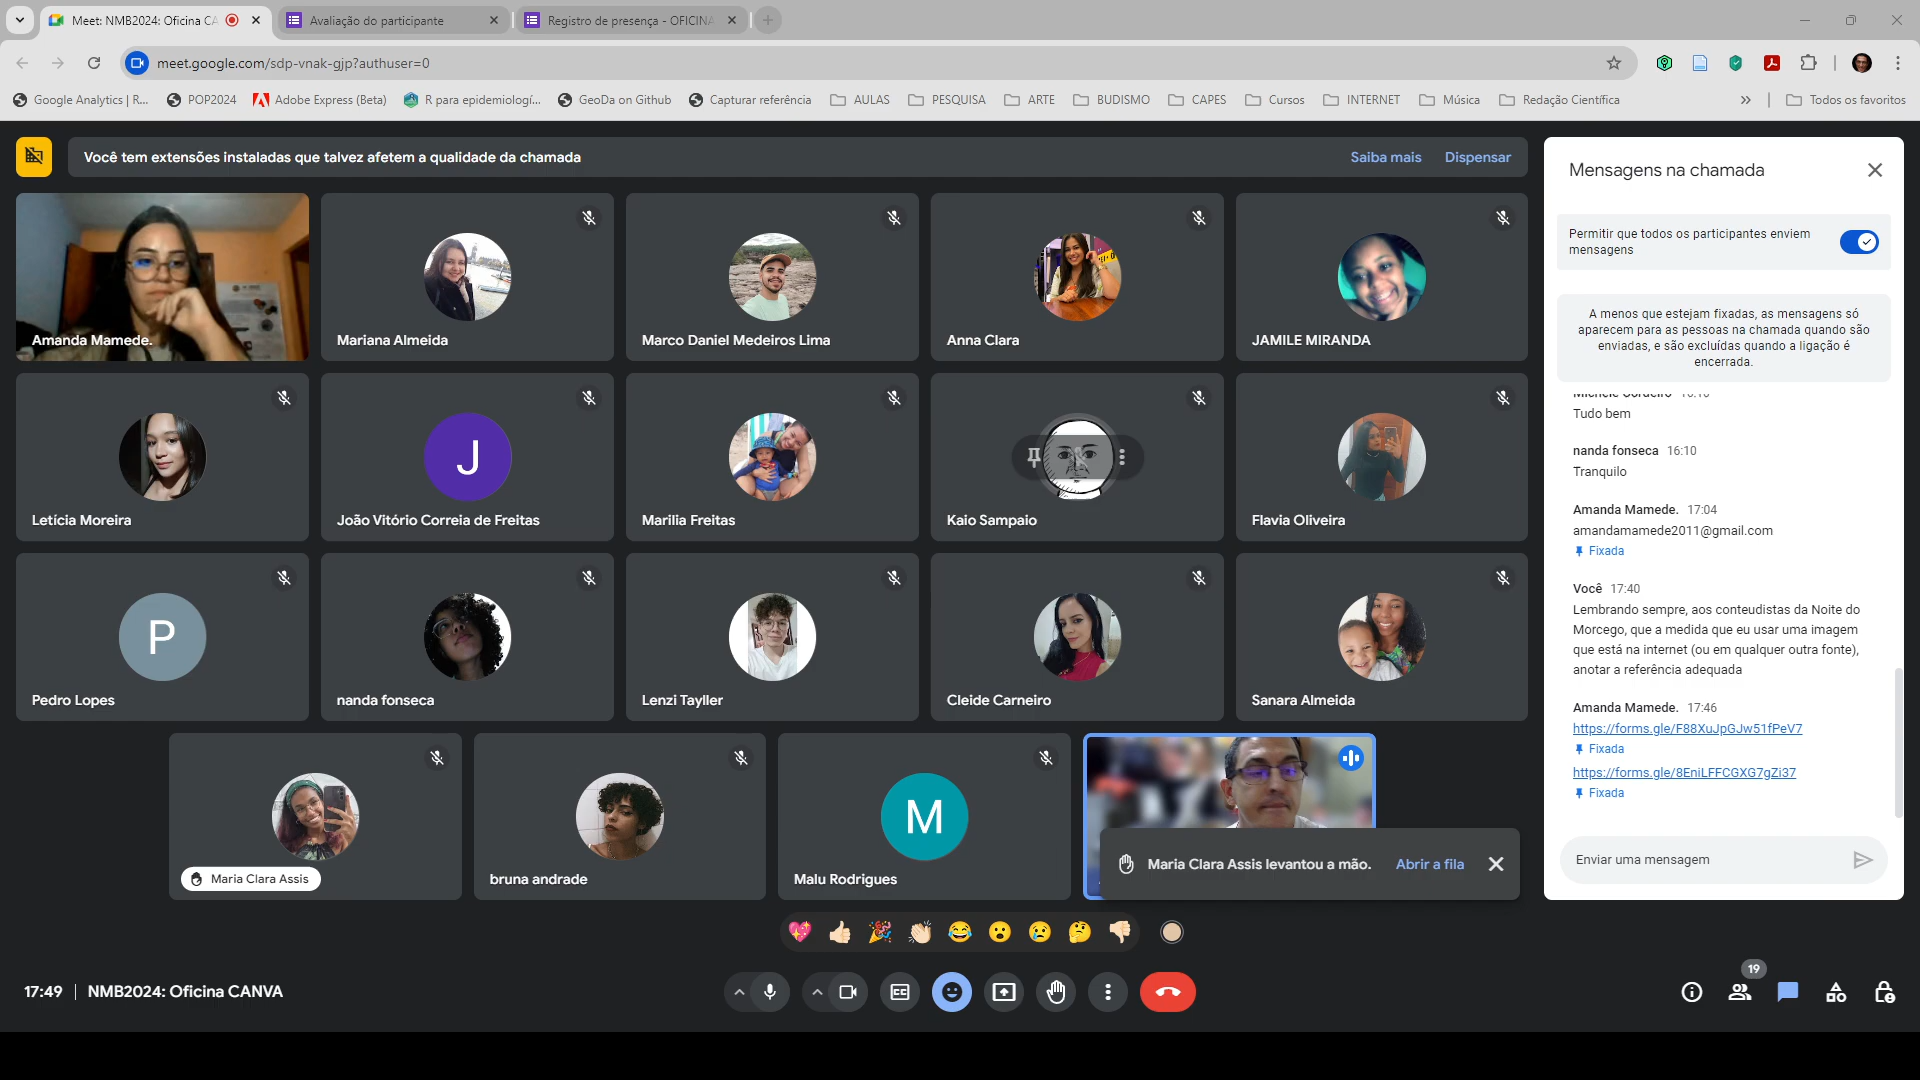 Meet: NMB2024: Oficina CA
Avaliação do participante
Registro de presença - OFICINA
meet.google.com/sdp-vnak-gjp?authuser=0
Google Analytics | R...
POP2024
Adobe Express (Beta)
R para epidemiologí...
GeoDa on Github
Capturar referência
AULAS
PESQUISA
ARTE
BUDISMO
CAPES
Cursos
INTERNET
Música
Redação Científica
Todos os favoritos
Você tem extensões instaladas que talvez afetem a qualidade da chamada
Saiba mais
Dispensar
Amanda Mamede.
Mariana Almeida
Marco Daniel Medeiros Lima
Anna Clara
JAMILE MIRANDA
Letícia Moreira
J
João Vitório Correia de Freitas
Marilia Freitas
Kaio Sampaio
Flavia Oliveira
P
Pedro Lopes
nanda fonseca
Lenzi Tayller
Cleide Carneiro
Sanara Almeida
Maria Clara Assis
bruna andrade
M
Malu Rodrigues
Maria Clara Assis levantou a mão.
Abrir a fila
17:49 | NMB2024: Oficina CANVA
19
Mensagens na chamada
Permitir que todos os participantes enviem
mensagens
A menos que estejam fixadas, as mensagens só
aparecem para as pessoas na chamada quando são
enviadas, e são excluídas quando a ligação é
encerrada.
Tudo bem
nanda fonseca 16:10
Tranquilo
Amanda Mamede. 17:04
amandamamede2011@gmail.com
Fixada
Você 17:40
Lembrando sempre, aos conteudistas da Noite do
Morcego, que a medida que eu usar uma imagem
que está na internet (ou em qualquer outra fonte),
anotar a referência adequada
Amanda Mamede. 17:46
https://forms.gle/F88XuJpGJw51fPeV7
Fixada
https://forms.gle/8EniLFFCGXG7gZi37
Fixada
Enviar uma mensagem